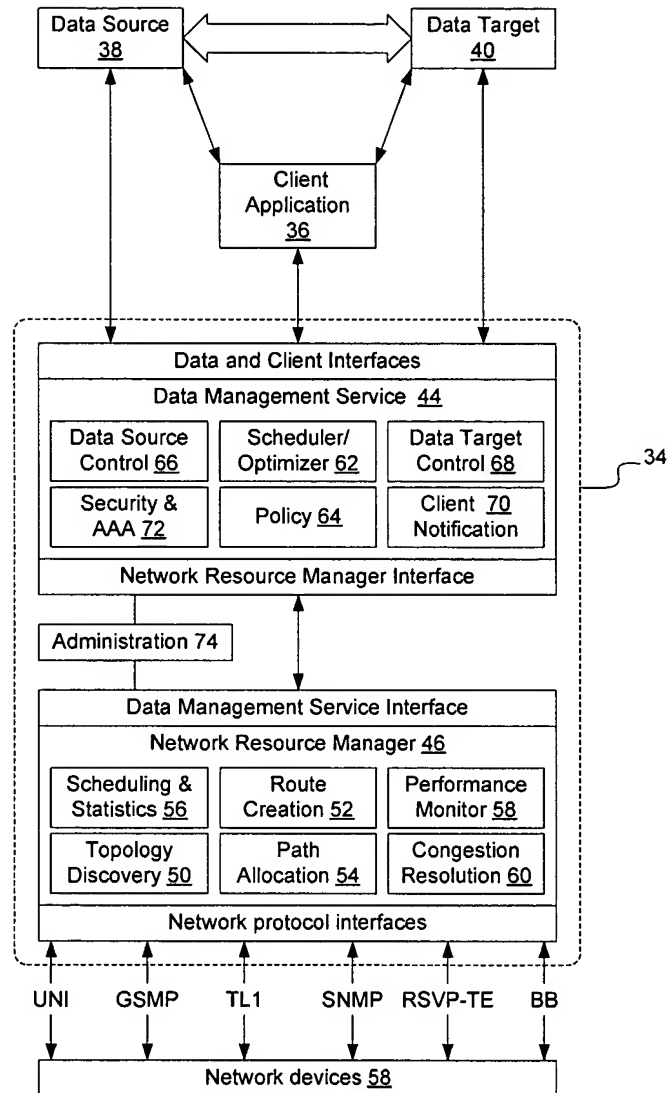 Data Source
38
Data Target
40
Client
Application
36
34
Data and Client Interfaces
Data Management Service 44
Data Source
Control 66
Scheduler/
Optimizer 62
Data Target
Control 68
Security &
AAA 72
Policy 64
Client 70
Notification
Network Resource Manager Interface
Administration 74
Data Management Service Interface
Network Resource Manager 46
Scheduling &
Statistics 56
Route
Creation 52
Performance
Monitor 58
Topology
Discovery 50
Path
Allocation 54
Congestion
Resolution 60
Network protocol interfaces
UNI
GSMP
TL1
SNMP
RSVP-TE
BB
Network devices 58